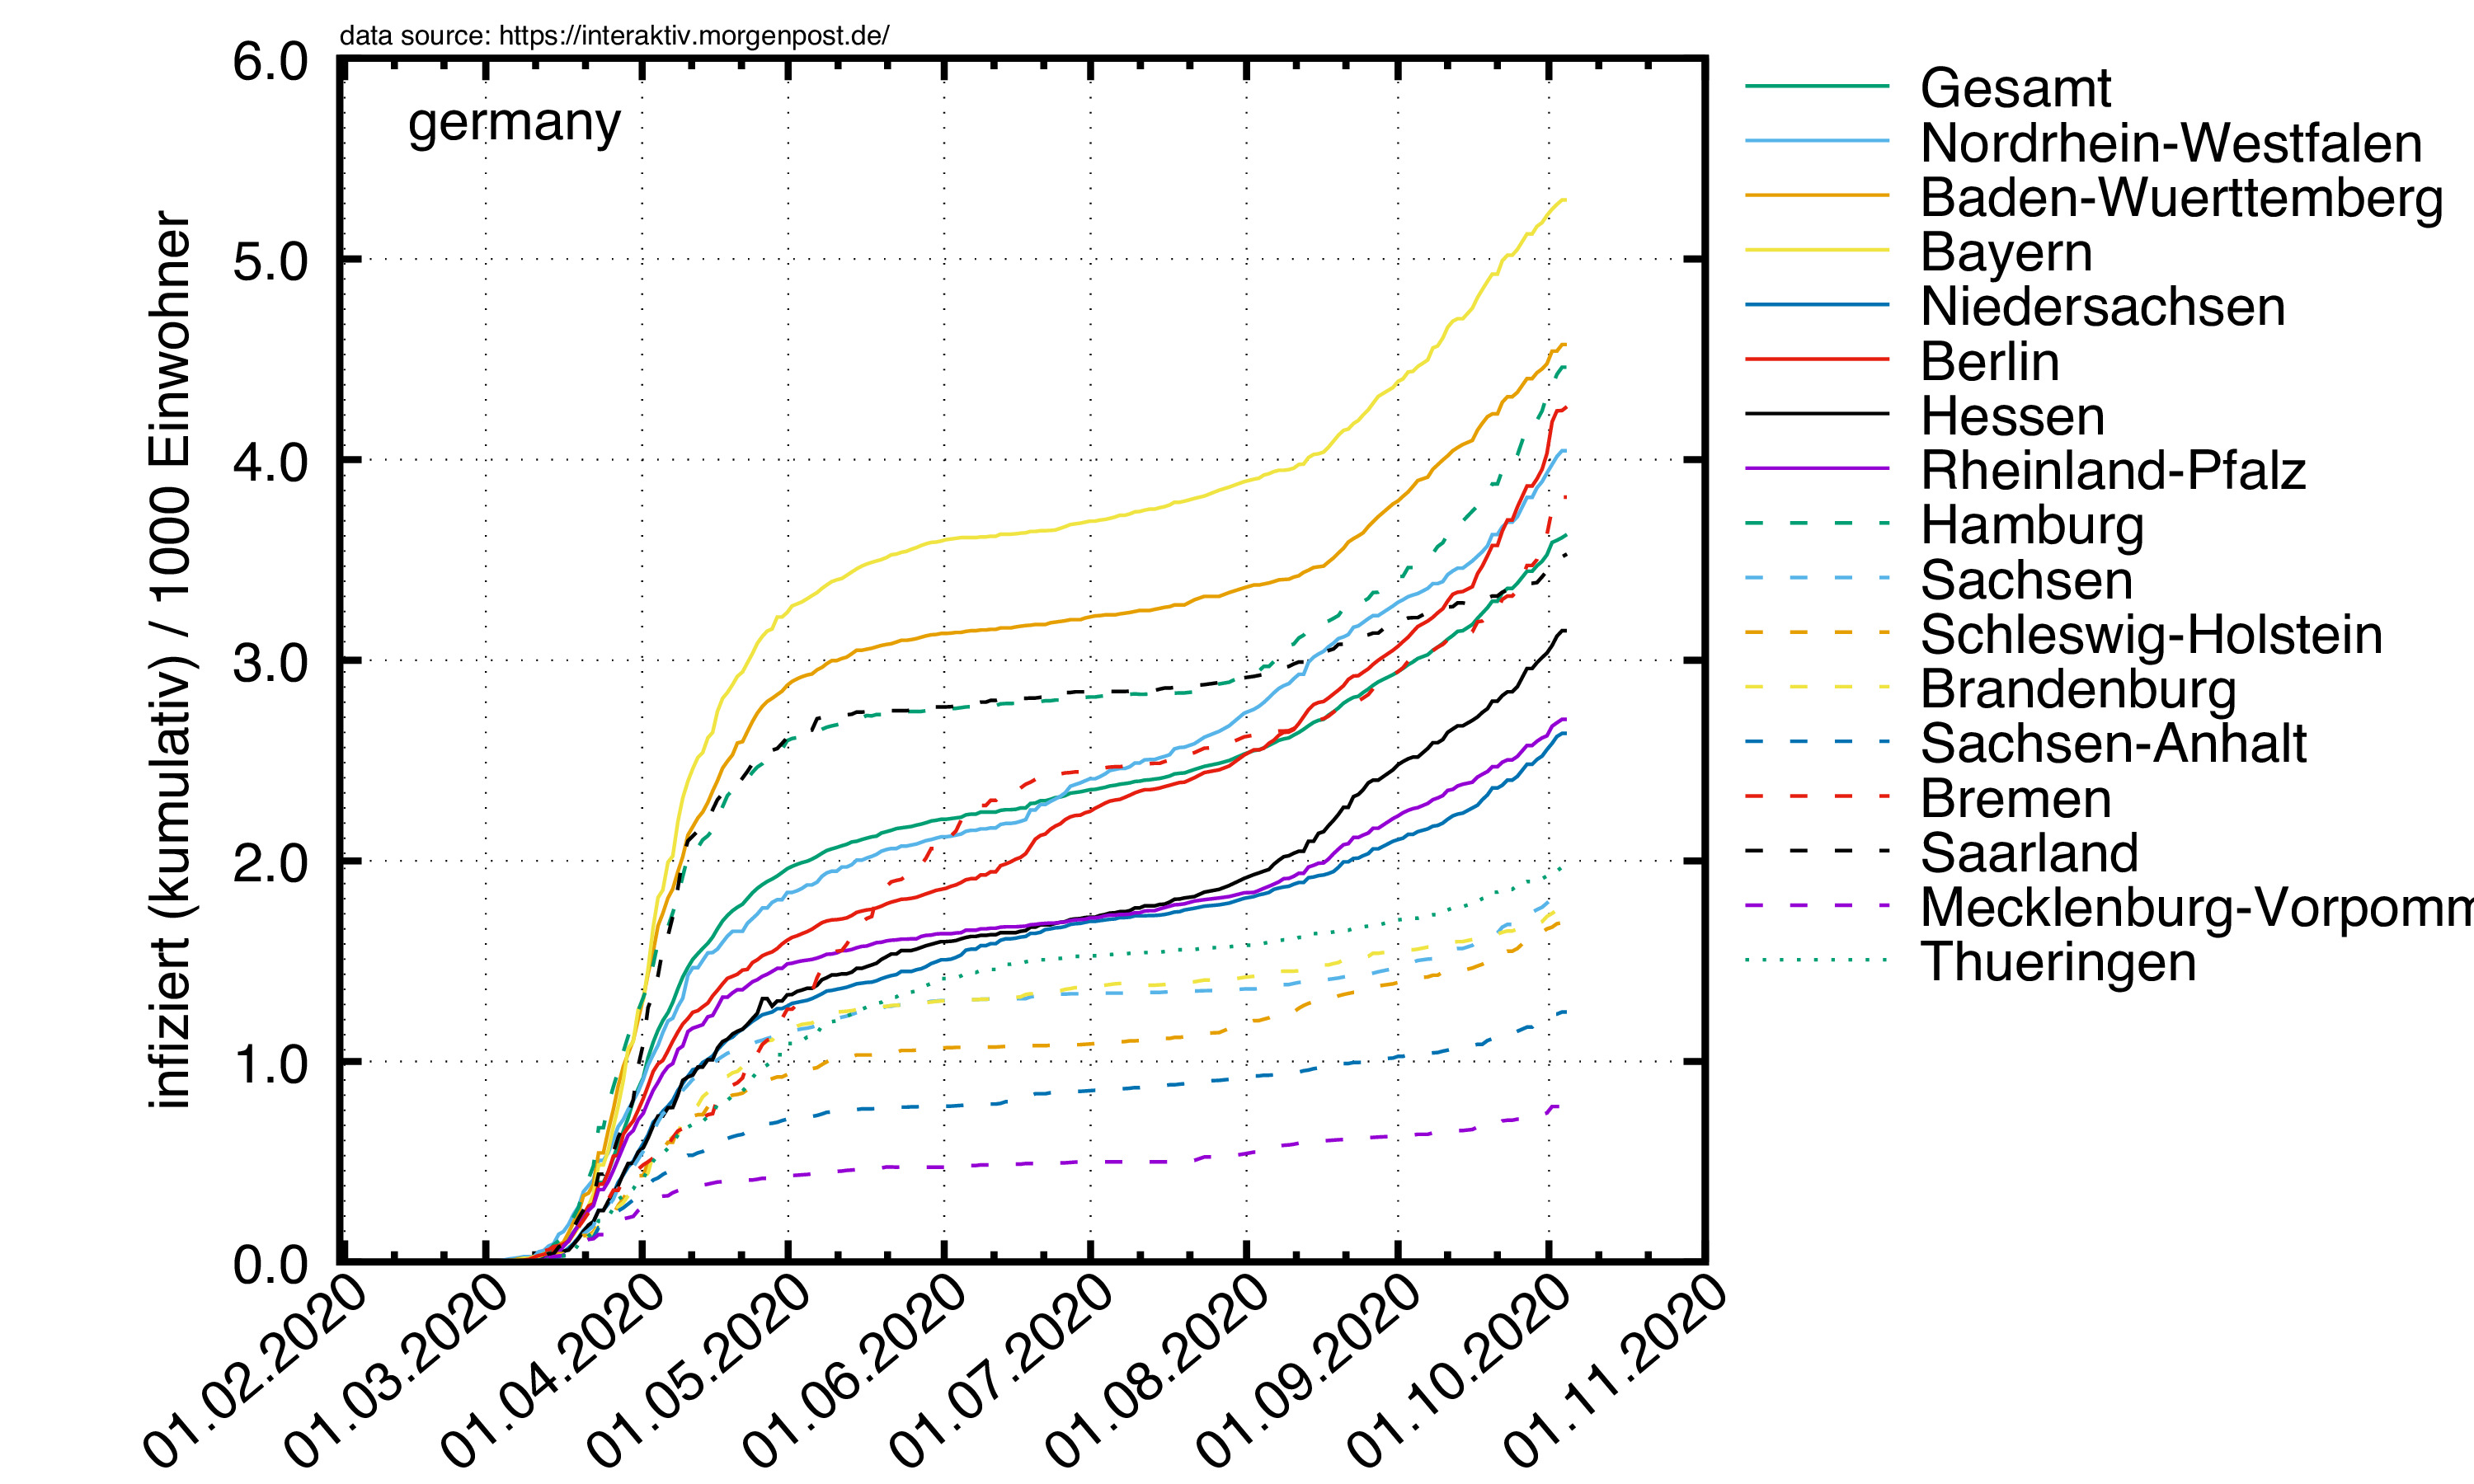 data source: https://interaktiv.morgenpost.de/
germany
infiziert (kumulativ) / 1000 Einwohner
6.0
5.0
4.0
3.0
2.0
1.0
0.0
01.02.2020
01.03.2020
01.04.2020
01.05.2020
01.06.2020
01.07.2020
01.08.2020
01.09.2020
01.10.2020
01.11.2020
Gesamt
Nordrhein-Westfalen
Baden-Wuerttemberg
Bayern
Niedersachsen
Berlin
Hessen
Rheinland-Pfalz
Hamburg
Sachsen
Schleswig-Holstein
Brandenburg
Sachsen-Anhalt
Bremen
Saarland
Mecklenburg-Vorpomm
Thueringen